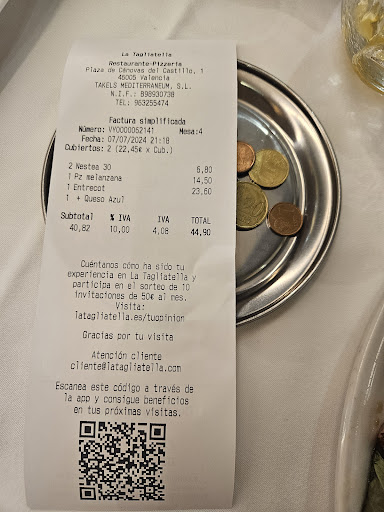 La Tagliatella
Restaurante-Pizzeria
Plaza de Cánovas del Castillo, 1
46005 Valencia
TAKELS MEDITERRANEUM, S.L.
N.I.F.: B98930738
TEL: 963255474
Factura simplificada
Número: VY0000062141 Mesa:4
Fecha: 07/07/2024 21:18
Cubiertos: 2 (22,45€ x Cub.)
2 Nestea 30 6,80
1 Pz melanzana 14,50
1 Entrecot 23,60
1 + Queso Azul
Subtotal % IVA IVA TOTAL
40,82 10,00 4,08 44,90
Cuéntanos cómo ha sido tu
experiencia en La Tagliatella y
participa en el sorteo de 10
invitaciones de 50€ al mes.
Visita:
latagliatella.es/tuopinion
Gracias por tu visita
Atención cliente
cliente@latagliatella.com
Escanea este código a través de
la app y consigue beneficios
en tus próximas visitas.